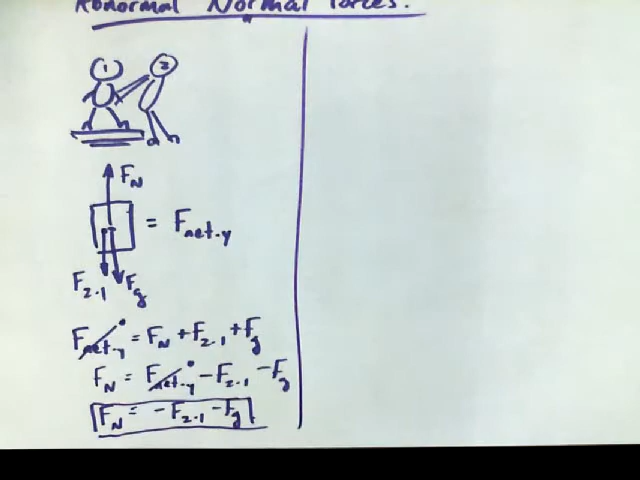 Abnormal Normal Forces.
1 2
F_N
= F_net-y
F_2-1 F_g
F_net-y = F_N + F_2-1 + F_g
F_N = F_net-y - F_2-1 - F_g
F_N = - F_2-1 - F_g